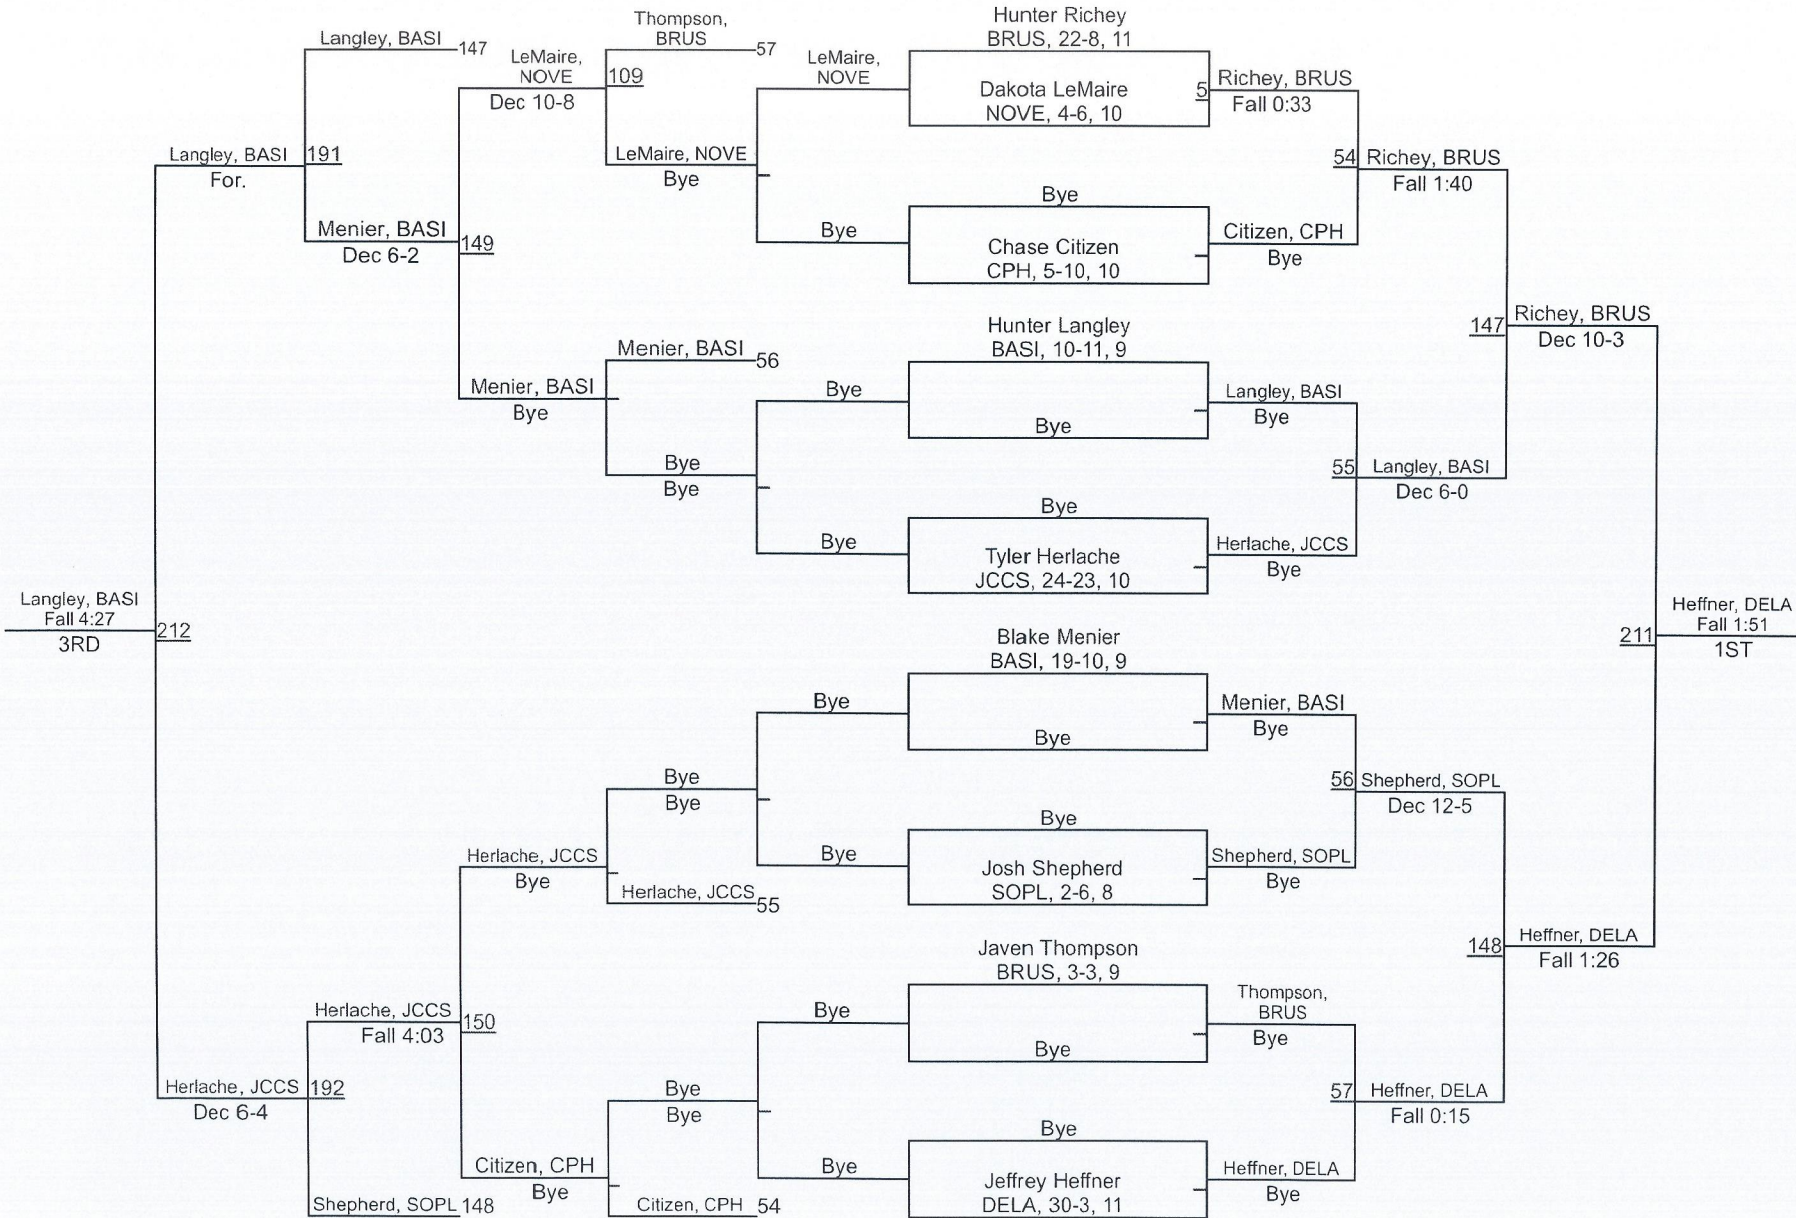 Langley, BASI
147
Langley, BASI
191
For.
Menier, BASI
Dec 6-2
149
LeMaire,
NOVE
109
Dec 10-8
Thompson,
BRUS
57
LeMaire, NOVE
Bye
LeMaire,
NOVE
Bye
Menier, BASI
Bye
Menier, BASI
56
Bye
Bye
Bye
Bye
Langley, BASI
Fall 4:27
3RD
212
Herlache, JCCS
192
Dec 6-4
Herlache, JCCS
Fall 4:03
150
Shepherd, SOPL
148
Herlache, JCCS
Bye
Bye
Bye
Herlache, JCCS
55
Bye
Bye
Citizen, CPH
Bye
Bye
Bye
Citizen, CPH
54
Bye
Bye
Hunter Richey
BRUS, 22-8, 11
Dakota LeMaire
NOVE, 4-6, 10
5
Bye
Chase Citizen
CPH, 5-10, 10
Hunter Langley
BASI, 10-11, 9
Bye
Bye
Tyler Herlache
JCCS, 24-23, 10
Blake Menier
BASI, 19-10, 9
Bye
Bye
Josh Shepherd
SOPL, 2-6, 8
Javen Thompson
BRUS, 3-3, 9
Bye
Bye
Jeffrey Heffner
DELA, 30-3, 11
Richey, BRUS
Fall 0:33
Citizen, CPH
Bye
54
Richey, BRUS
Fall 1:40
Langley, BASI
Bye
Herlache, JCCS
Bye
55
Langley, BASI
Dec 6-0
147
Richey, BRUS
Dec 10-3
Menier, BASI
Bye
Shepherd, SOPL
Bye
56
Shepherd, SOPL
Dec 12-5
Thompson,
BRUS
Bye
Heffner, DELA
Bye
57
Heffner, DELA
Fall 0:15
148
Heffner, DELA
Fall 1:26
211
Heffner, DELA
Fall 1:51
1ST